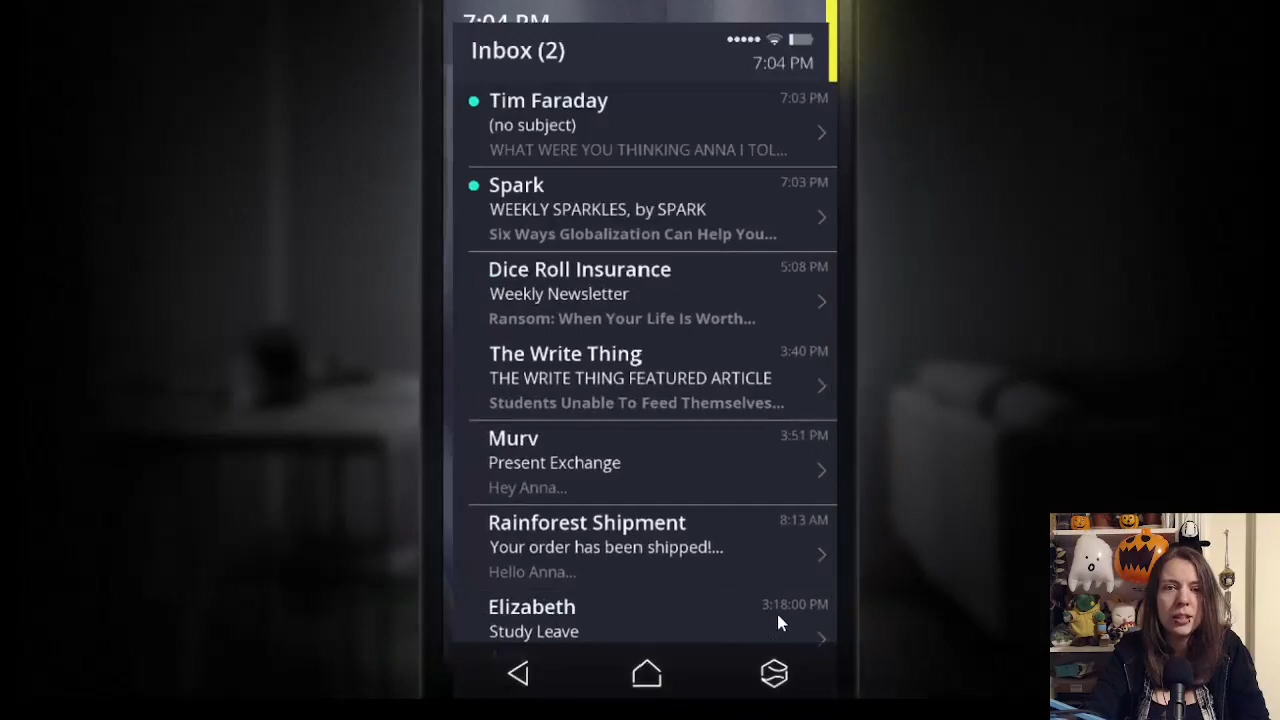 7:04 PM
Inbox (2)
7:04 PM
Tim Faraday
7:03 PM
(no subject)
WHAT WERE YOU THINKING ANNA I TOL...
Spark
7:03 PM
WEEKLY SPARKLES, by SPARK
Six Ways Globalization Can Help You...
Dice Roll Insurance
5:08 PM
Weekly Newsletter
Ransom: When Your Life Is Worth...
The Write Thing
3:40 PM
THE WRITE THING FEATURED ARTICLE
Students Unable To Feed Themselves...
Murv
3:51 PM
Present Exchange
Hey Anna...
Rainforest Shipment
8:13 AM
Your order has been shipped!...
Hello Anna...
Elizabeth
3:18:00 PM
Study Leave